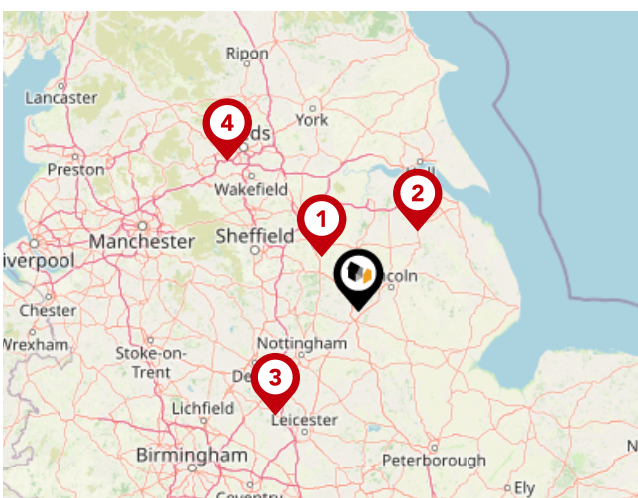 Ripon
Lancaster
York
4
ds
Preston
Wakefield
2
1
Manchester
Sheffield
iverpool
coln
Chester
Wrexham
Nottingham
Stoke-on-
Trent
De
3
Lichfield
Leicester
Birmingham
Peterborough
N
Ely
Coventry